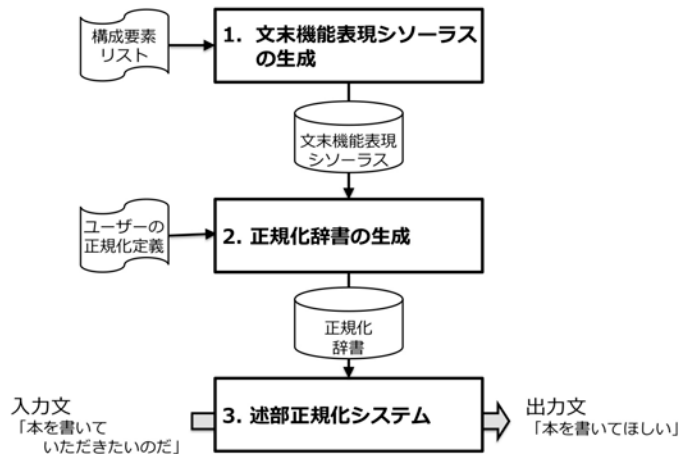 構成要素
リスト
1. 文末機能表現シソーラス
の生成
文末機能表現
シソーラス
ユーザーの
正規化定義
2. 正規化辞書の生成
正規化
辞書
入力文
「本を書いて
いただきたいのだ」
3. 述部正規化システム
出力文
「本を書いてほしい」